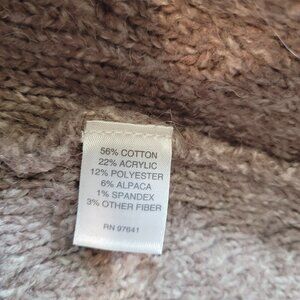 56% COTTON
22% ACRYLIC
12% POLYESTER
6% ALPACA
1% SPANDEX
3% OTHER FIBER
RN 97641